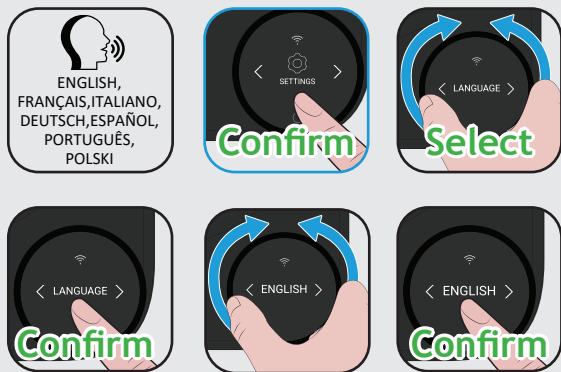 ENGLISH,
FRANÇAIS,ITALIANO,
DEUTSCH,ESPAÑOL,
PORTUGUÊS,
POLSKI
< SETTINGS >
Confirm
< LANGUAGE >
Select
< LANGUAGE >
Confirm
< ENGLISH >
< ENGLISH >
Confirm